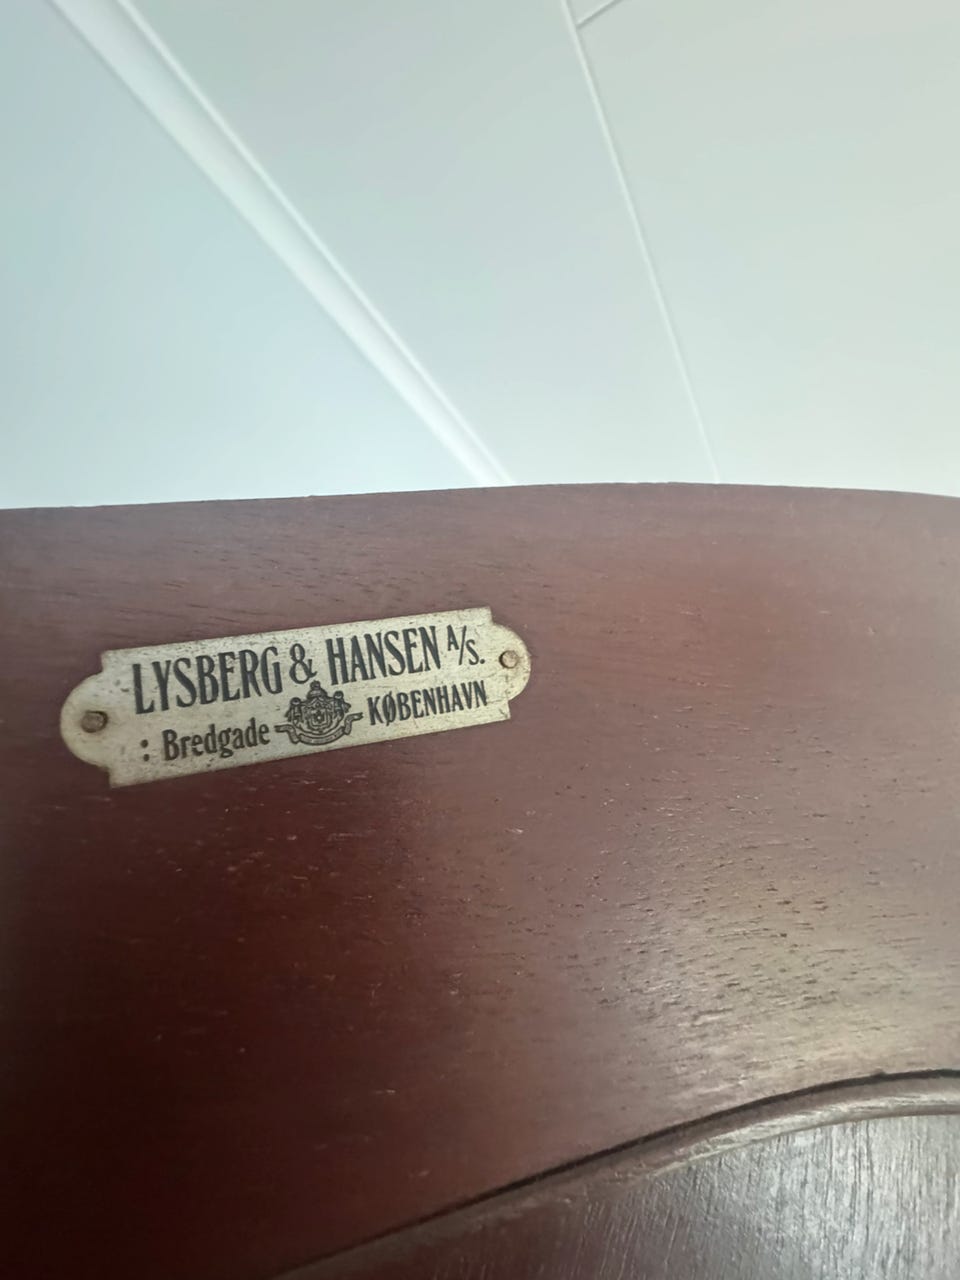 LYSBERG & HANSEN A/S.
: Bredgade KØBENHAVN